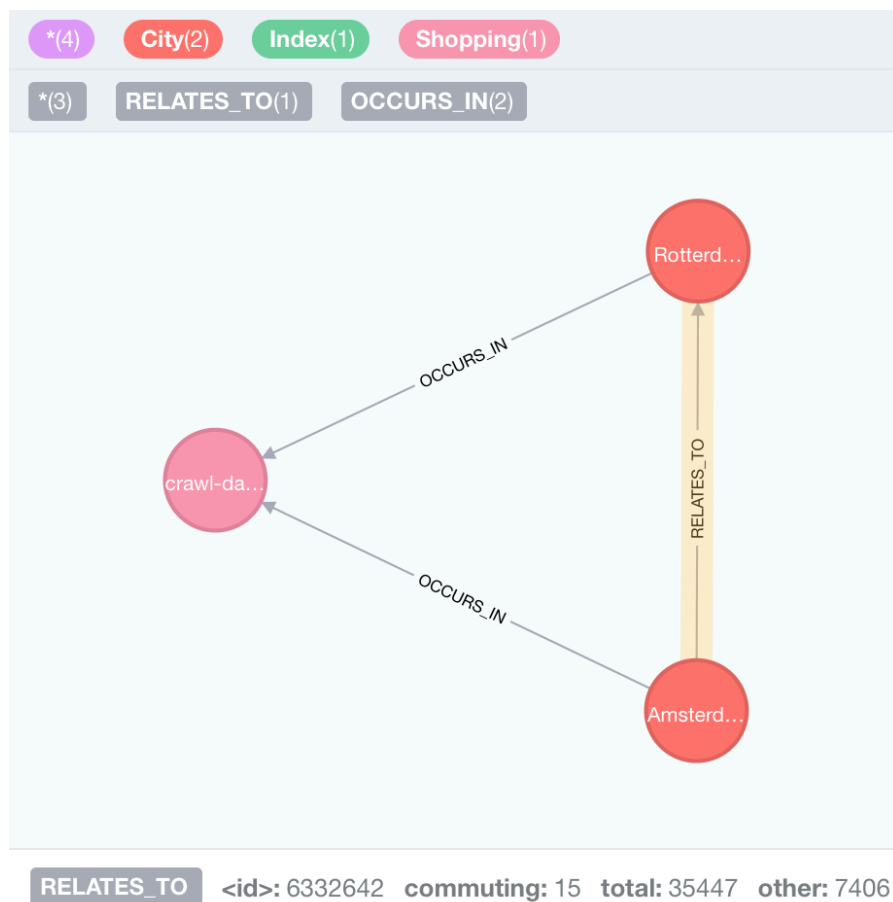 *(4) City(2) Index(1) Shopping(1)
*(3) RELATES_TO(1) OCCURS_IN(2)
Rotterd…
OCCURS_IN
RELATES_TO
crawl-da…
OCCURS_IN
Amsterd…
RELATES_TO <id>: 6332642 commuting: 15 total: 35447 other: 7406